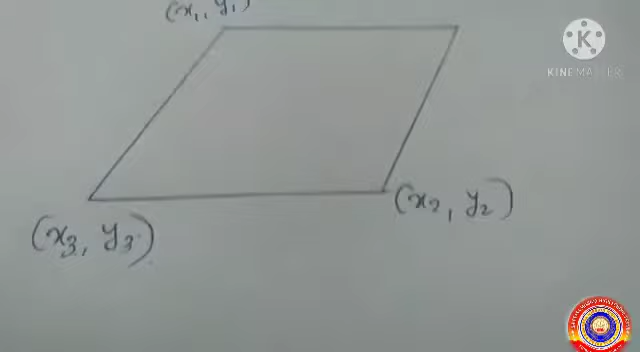 (x₁, y₁)
KINEMASTER
(x₂, y₂)
(x₃, y₃)